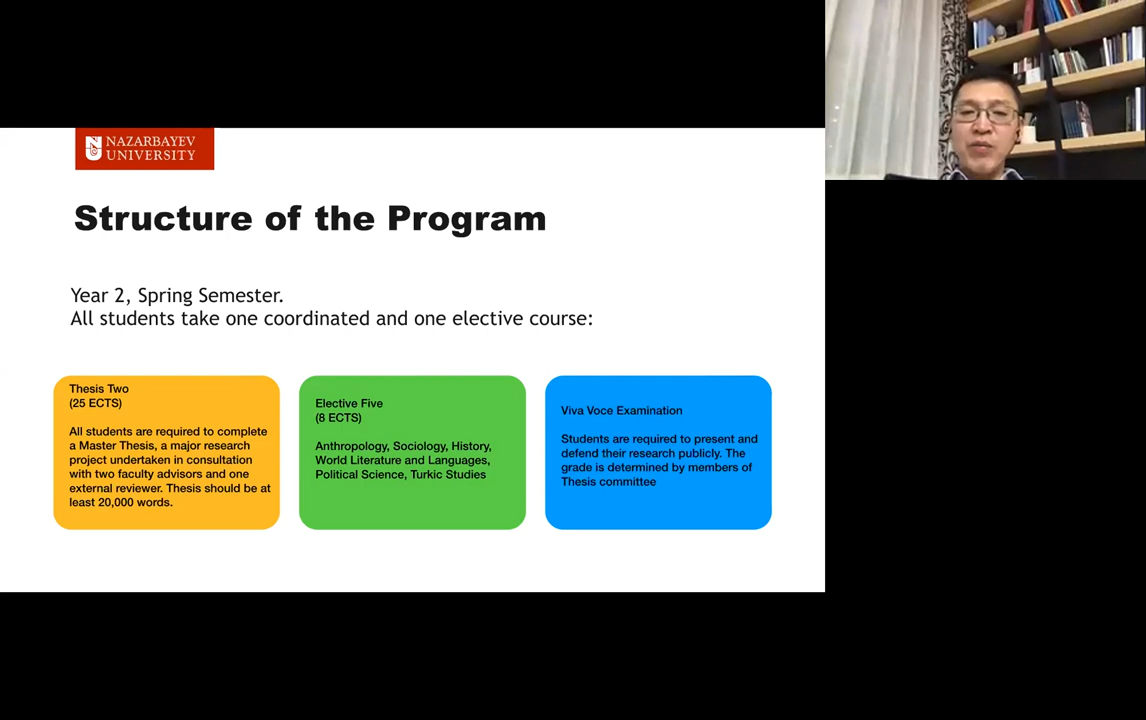 NAZARBAYEV
UNIVERSITY
Structure of the Program
Year 2, Spring Semester.
All students take one coordinated and one elective course:
Thesis Two
(25 ECTS)
All students are required to complete
a Master Thesis, a major research
project undertaken in consultation
with two faculty advisors and one
external reviewer. Thesis should be at
least 20,000 words.
Elective Five
(8 ECTS)
Anthropology, Sociology, History,
World Literature and Languages,
Political Science, Turkic Studies
Viva Voce Examination
Students are required to present and
defend their research publicly. The
grade is determined by members of
Thesis committee